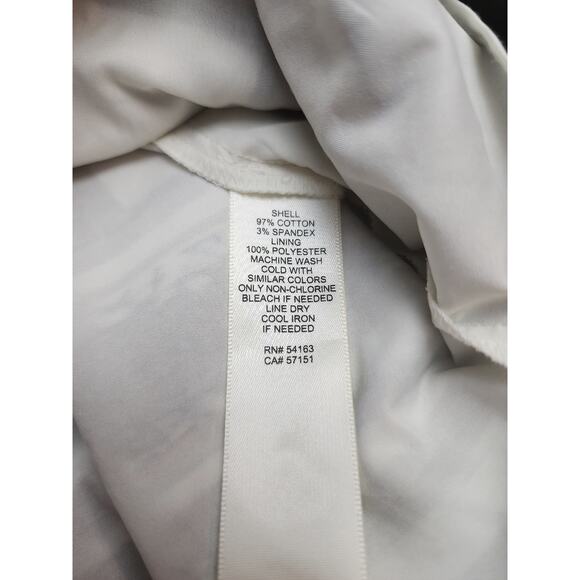 SHELL
97% COTTON
3% SPANDEX
LINING
100% POLYESTER
MACHINE WASH
COLD WITH
SIMILAR COLORS
ONLY NON-CHLORINE
BLEACH IF NEEDED
LINE DRY
COOL IRON
IF NEEDED
RN# 54163
CA# 57151